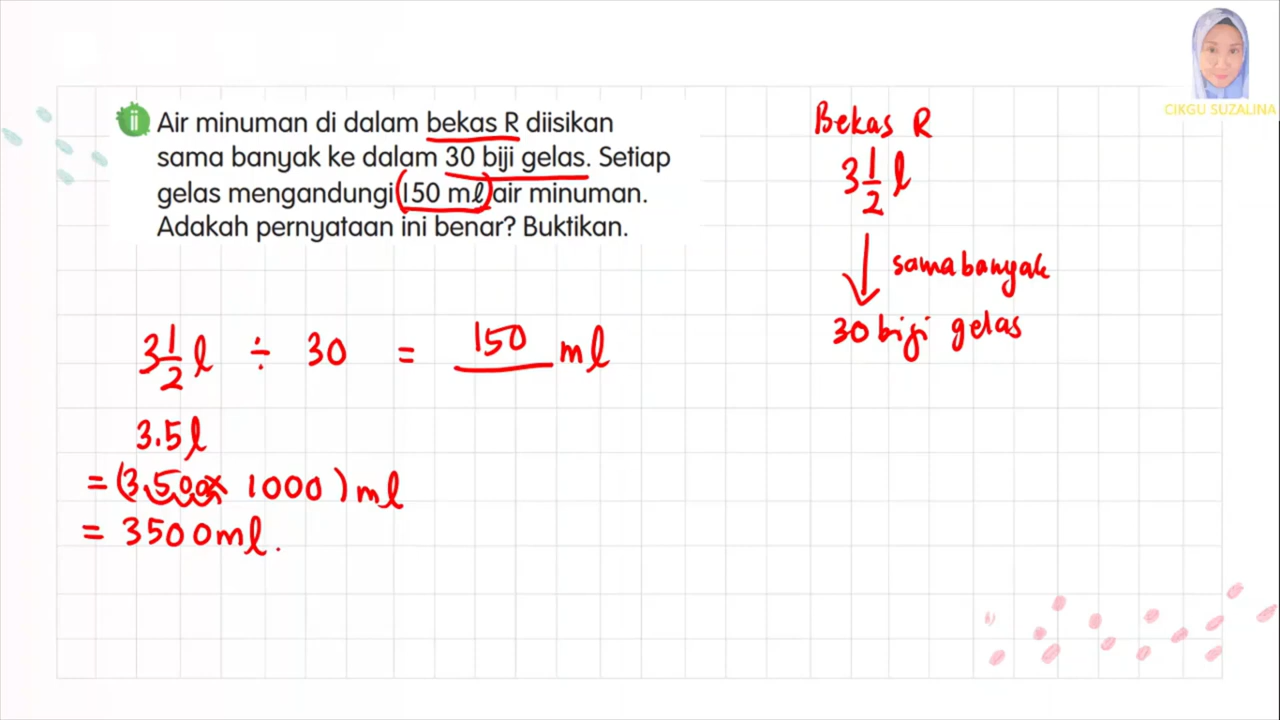 ii Air minuman di dalam bekas R diisikan
sama banyak ke dalam 30 biji gelas. Setiap
gelas mengandungi 150 ml air minuman.
Adakah pernyataan ini benar? Buktikan.
3 1/2 l ÷ 30 = 150 ml
3.5 l
= (3.500 × 1000) ml
= 3500 ml.
Bekas R
3 1/2 l
sama banyak
30 biji gelas
CIKGU SUZALINA